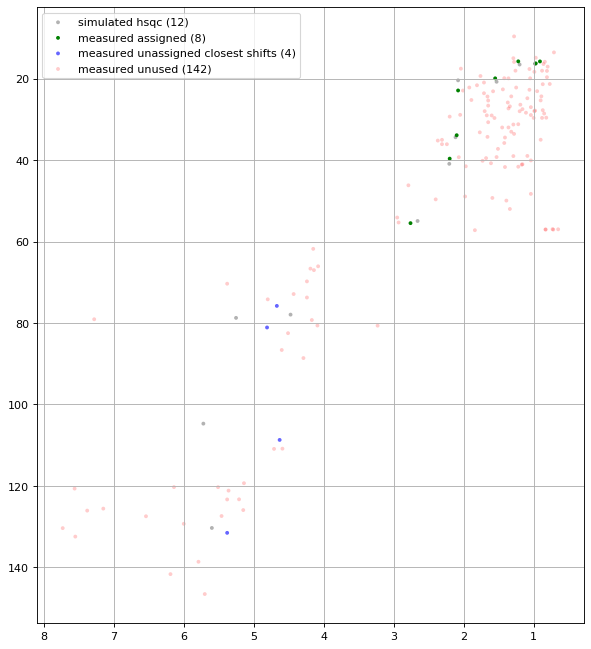 simulated hsqc (12)
measured assigned (8)
measured unassigned closest shifts (4)
measured unused (142)
20
40
60
80
100
120
140
8 7 6 5 4 3 2 1